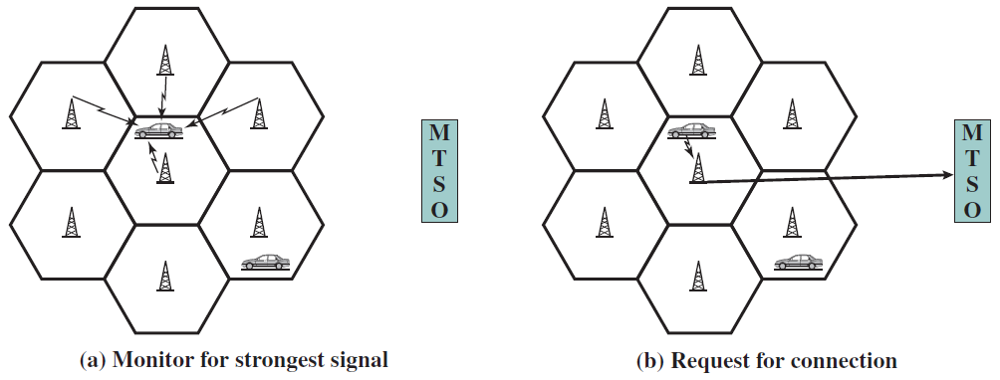 M
T
S
O
M
T
S
O
(a) Monitor for strongest signal
(b) Request for connection